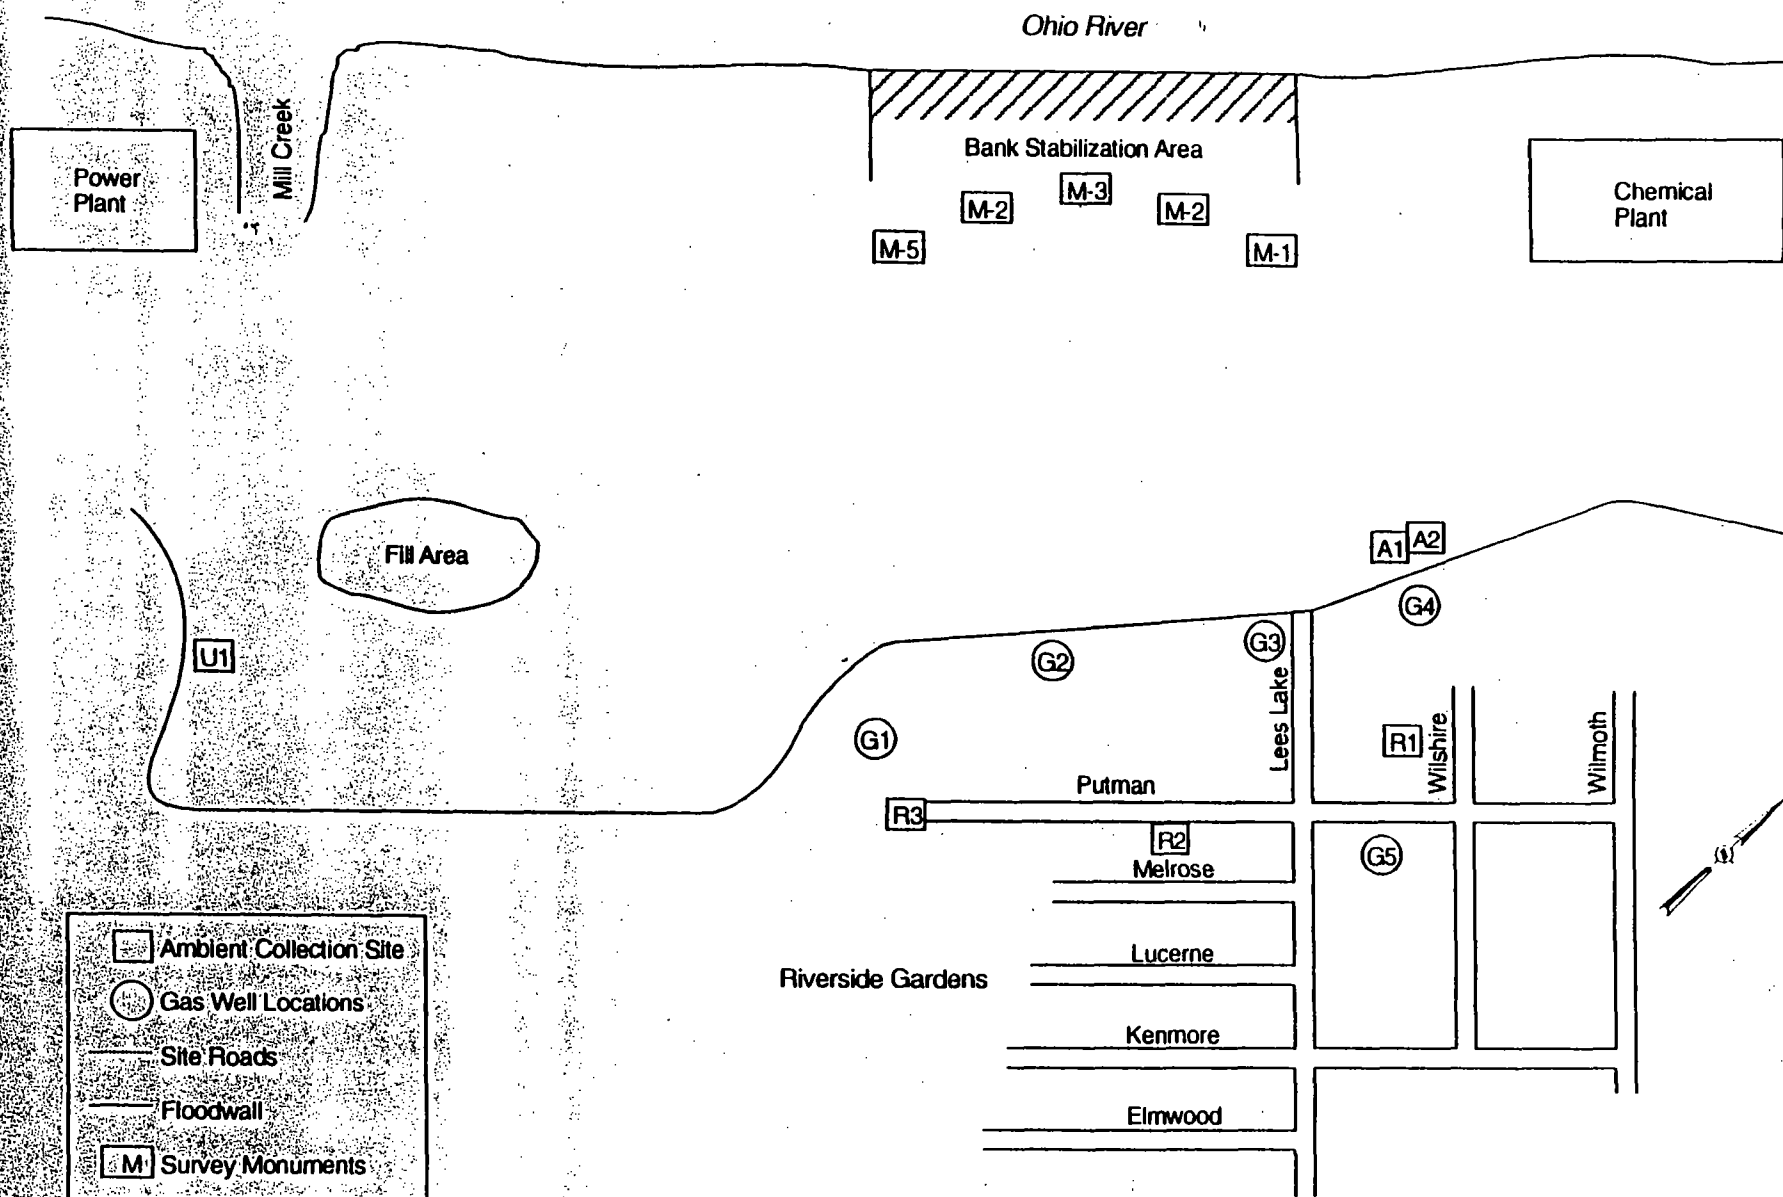 Ohio River
Mill Creek
Power
Plant
Bank Stabilization Area
Chemical
Plant
M-3
M-2
M-2
M-5
M-1
Fill Area
A1
A2
G4
U1
G3
G2
Lees Lake
G1
R1
Wilshire
Wilmoth
Putman
R3
R2
G5
Melrose
Lucerne
Riverside Gardens
Kenmore
Elmwood
Ambient Collection Site
Gas Well Locations
Site Roads
Floodwall
M Survey Monuments